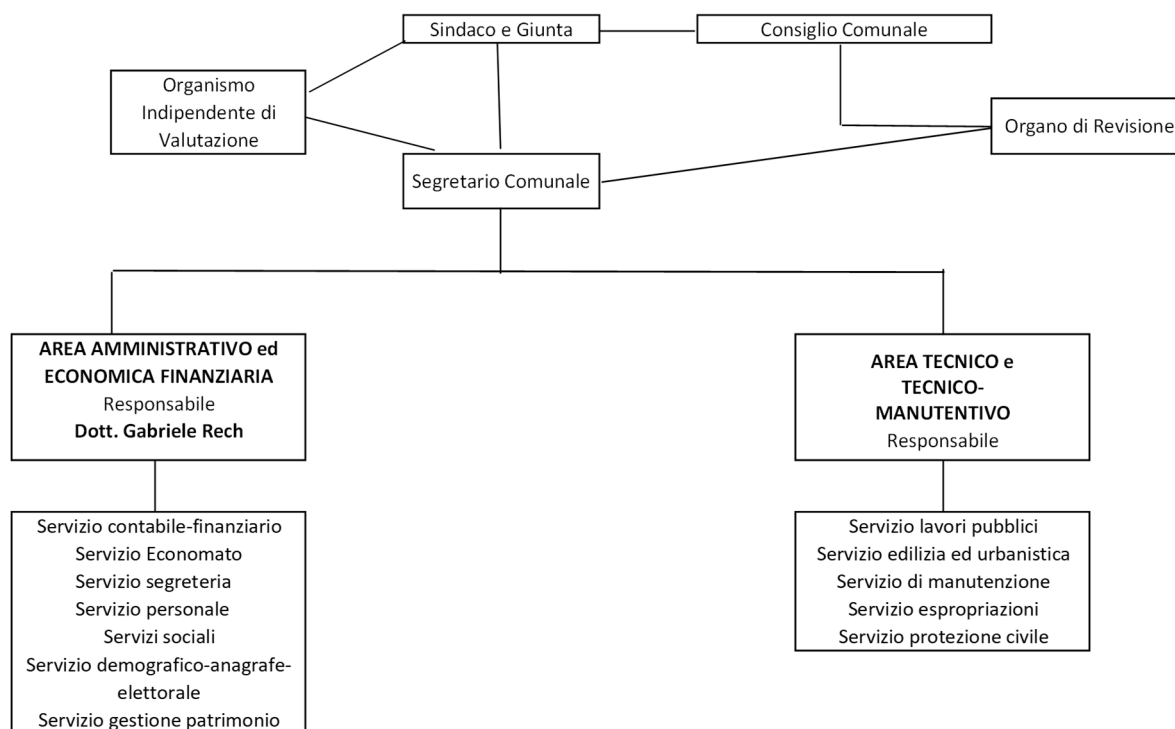 Sindaco e Giunta
Consiglio Comunale
Organismo
Indipendente di
Valutazione
Organo di Revisione
Segretario Comunale
AREA AMMINISTRATIVO ed
ECONOMICA FINANZIARIA
Responsabile
Dott. Gabriele Rech
AREA TECNICO e
TECNICO-
MANUTENTIVO
Responsabile
Servizio contabile-finanziario
Servizio Economato
Servizio segreteria
Servizio personale
Servizi sociali
Servizio demografico-anagrafe-
elettorale
Servizio gestione patrimonio
Servizio lavori pubblici
Servizio edilizia ed urbanistica
Servizio di manutenzione
Servizio espropriazioni
Servizio protezione civile